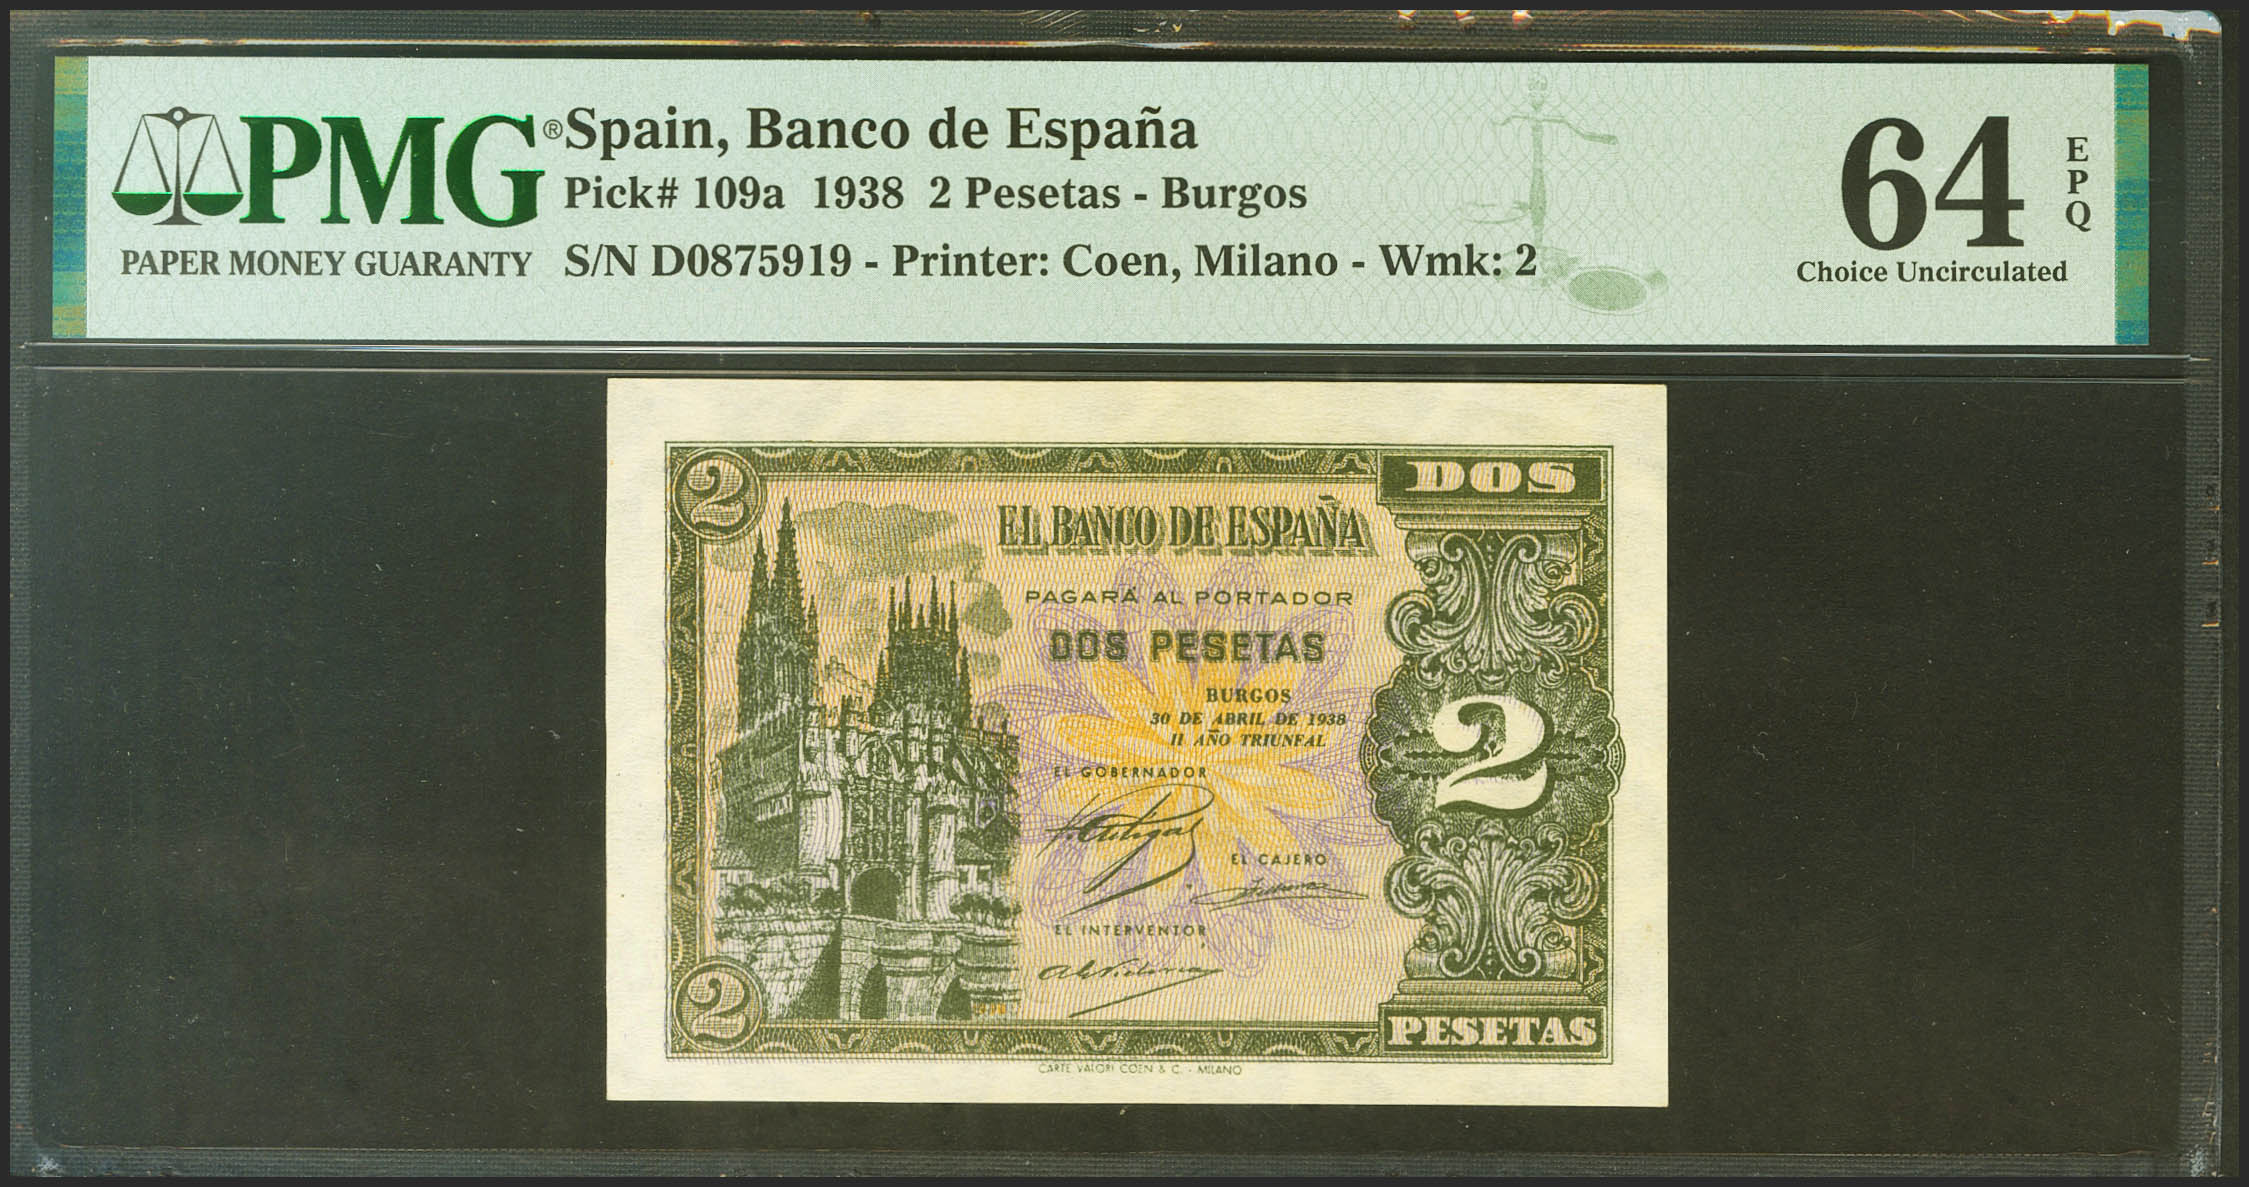 PMG®
PAPER MONEY GUARANTY
Spain, Banco de España
Pick# 109a 1938 2 Pesetas - Burgos
S/N D0875919 - Printer: Coen, Milano - Wmk: 2
64
EPQ
Choice Uncirculated
2
DOS
EL BANCO DE ESPAÑA
PAGARÁ AL PORTADOR
DOS PESETAS
BURGOS
30 DE ABRIL DE 1938
II AÑO TRIUNFAL
2
EL GOBERNADOR
EL CAJERO
EL INTERVENTOR
2
PESETAS
CARTE VALORI COEN & C. - MILANO